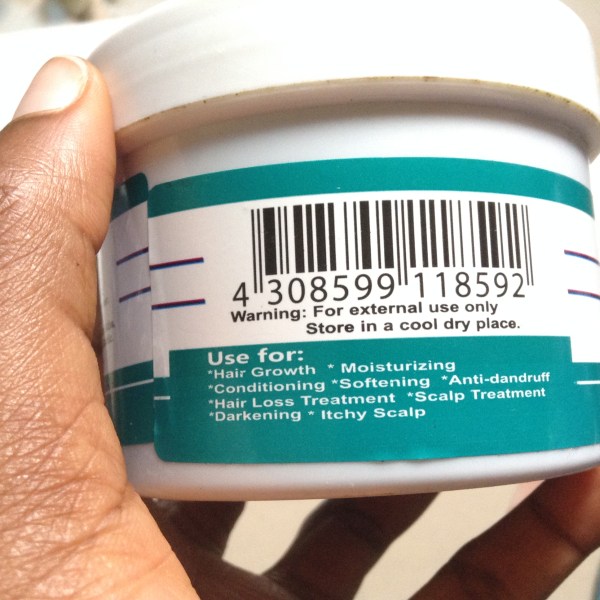 4 308599 118592
Warning: For external use only
Store in a cool dry place.
Use for:
*Hair Growth * Moisturizing
*Conditioning *Softening *Anti-dandruff
*Hair Loss Treatment *Scalp Treatment
*Darkening * Itchy Scalp